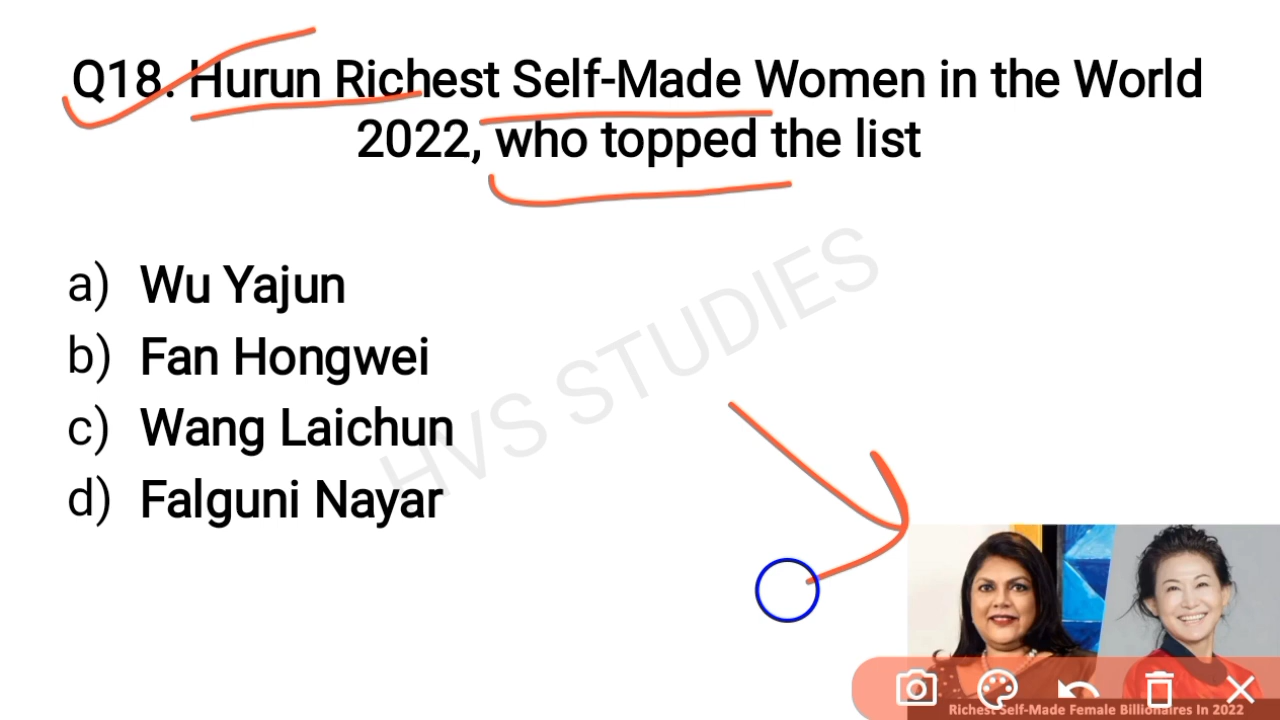 Q18. Hurun Richest Self-Made Women in the World
2022, who topped the list
a) Wu Yajun
b) Fan Hongwei
c) Wang Laichun
d) Falguni Nayar
HVS STUDIES
Richest Self-Made Female Billionaires In 2022